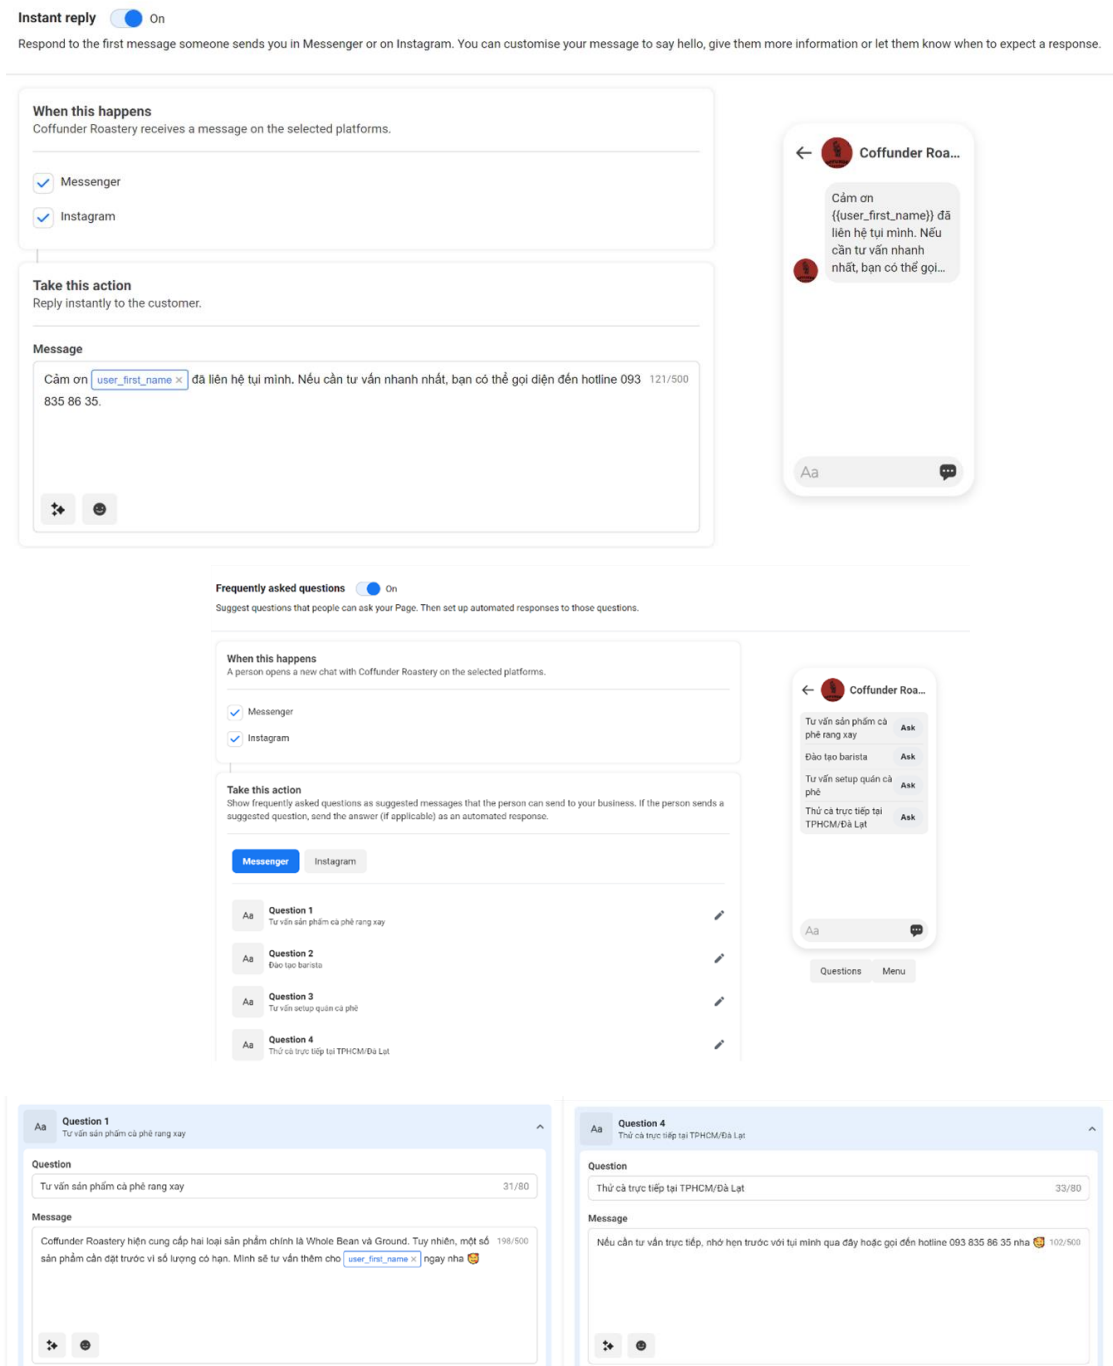 Instant reply On
Respond to the first message someone sends you in Messenger or on Instagram. You can customise your message to say hello, give them more information or let them know when to expect a response.
When this happens
Coffunder Roastery receives a message on the selected platforms.
Messenger
Instagram
Take this action
Reply instantly to the customer.
Message
Cảm ơn user_first_name × đã liên hệ tụi mình. Nếu cần tư vấn nhanh nhất, bạn có thể gọi diện đến hotline 093 121/500
835 86 35.
Coffunder Roa...
Cảm ơn
{{user_first_name}} đã
liên hệ tụi mình. Nếu
cần tư vấn nhanh
nhất, bạn có thể gọi...
Aa
Frequently asked questions On
Suggest questions that people can ask your Page. Then set up automated responses to those questions.
When this happens
A person opens a new chat with Coffunder Roastery on the selected platforms.
Messenger
Instagram
Take this action
Show frequently asked questions as suggested messages that the person can send to your business. If the person sends a
suggested question, send the answer (if applicable) as an automated response.
Messenger Instagram
Aa Question 1
Tư vấn sản phẩm cà phê rang xay
Aa Question 2
Đào tạo barista
Aa Question 3
Tư vấn setup quán cà phê
Aa Question 4
Thử cà trực tiếp tại TPHCM/Đà Lạt
Coffunder Roa...
Tư vấn sản phẩm cà
phê rang xay Ask
Đào tạo barista Ask
Tư vấn setup quán cà
phê Ask
Thử cà trực tiếp tại
TPHCM/Đà Lạt Ask
Aa
Questions Menu
Aa Question 1
Tư vấn sản phẩm cà phê rang xay
Question
Tư vấn sản phẩm cà phê rang xay 31/80
Message
Coffunder Roastery hiện cung cấp hai loại sản phẩm chính là Whole Bean và Ground. Tuy nhiên, một số 198/500
sản phẩm cần đặt trước vì số lượng có hạn. Mình sẽ tư vấn thêm cho user_first_name × ngay nha 🥰
Aa Question 4
Thử cà trực tiếp tại TPHCM/Đà Lạt
Question
Thử cà trực tiếp tại TPHCM/Đà Lạt 33/80
Message
Nếu cần tư vấn trực tiếp, nhớ hẹn trước với tụi mình qua đây hoặc gọi đến hotline 093 835 86 35 nha 🥰 102/500